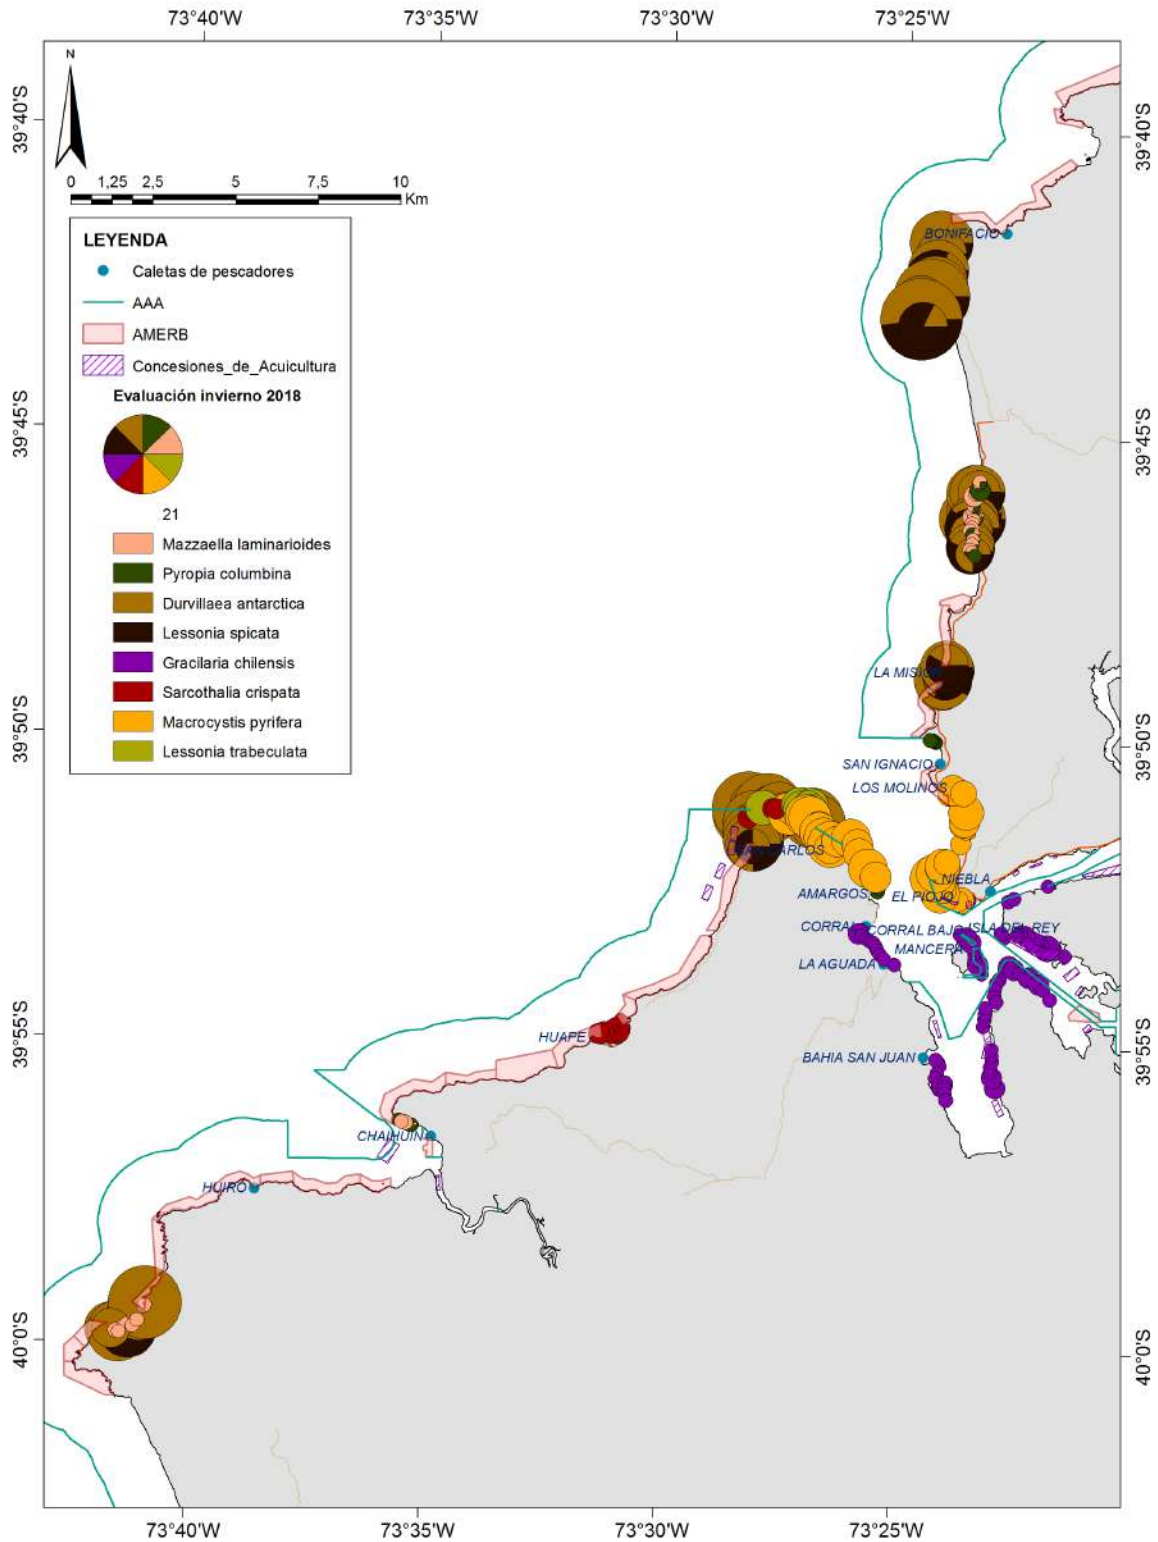 73°40'W 73°35'W 73°30'W 73°25'W
N
39°40'S
39°40'S
0 1,25 2,5 5 7,5 10
Km
LEYENDA
Caletas de pescadores
AAA
AMERB
Concesiones_de_Acuicultura
Evaluación invierno 2018
21
Mazzaella laminarioides
Pyropia columbina
Durvillaea antarctica
Lessonia spicata
Gracilaria chilensis
Sarcothalia crispata
Macrocystis pyrifera
Lessonia trabeculata
BONIFACIO
39°45'S
39°45'S
LA MISION
39°50'S
39°50'S
SAN IGNACIO
LOS MOLINOS
CARLOS
NIEBLA
AMARGOS
EL PIOJO
CORRAL
CORRAL BAJO
ISLA DEL REY
MANCERA
LA AGUADA
39°55'S
39°55'S
HUAPE
BAHIA SAN JUAN
CHAIHUIN
HUIRO
40°0'S
40°0'S
73°40'W 73°35'W 73°30'W 73°25'W